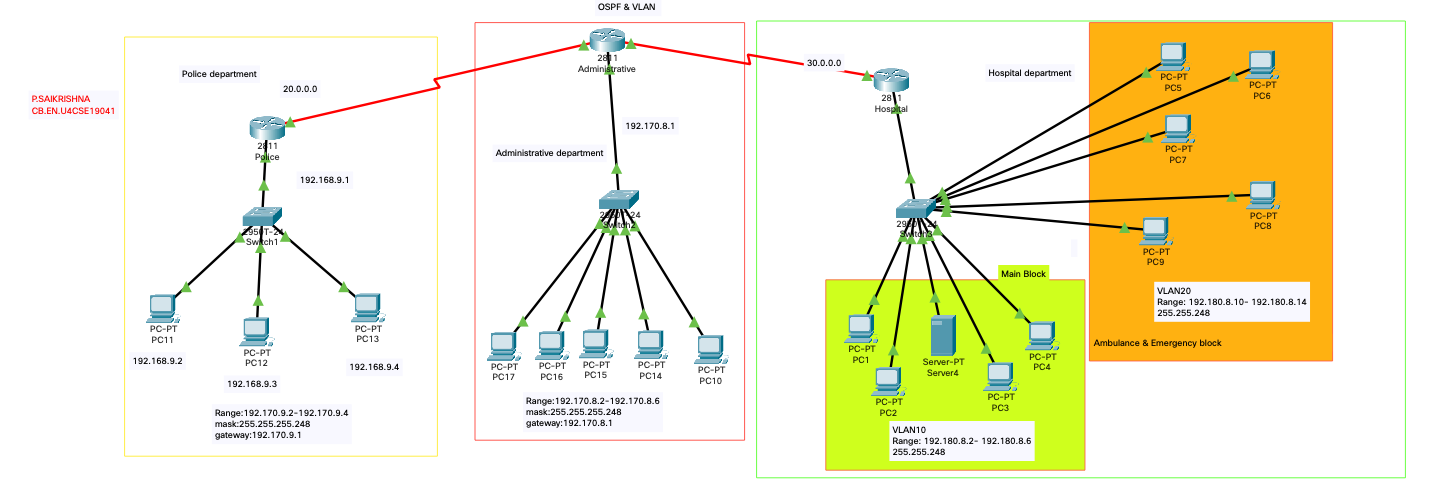 OSPF & VLAN
P.SAIKRISHNA
CB.EN.U4CSE19041
Police department
20.0.0.0
2811
Police
192.168.9.1
2950T-24
Switch1
PC-PT
PC11
192.168.9.2
PC-PT
PC12
192.168.9.3
PC-PT
PC13
192.168.9.4
Range:192.170.9.2-192.170.9.4
mask:255.255.255.248
gateway:192.170.9.1
2811
Administrative
192.170.8.1
Administrative department
2950T-24
Switch2
PC-PT
PC17
PC-PT
PC16
PC-PT
PC15
PC-PT
PC14
PC-PT
PC10
Range:192.170.8.2-192.170.8.6
mask:255.255.255.248
gateway:192.170.8.1
30.0.0.0
2811
Hospital
Hospital department
2950T-24
Switch3
PC-PT
PC5
PC-PT
PC6
PC-PT
PC7
PC-PT
PC8
PC-PT
PC9
VLAN20
Range: 192.180.8.10- 192.180.8.14
255.255.248
Ambulance & Emergency block
Main Block
PC-PT
PC1
PC-PT
PC2
Server-PT
Server4
PC-PT
PC3
PC-PT
PC4
VLAN10
Range: 192.180.8.2- 192.180.8.6
255.255.248